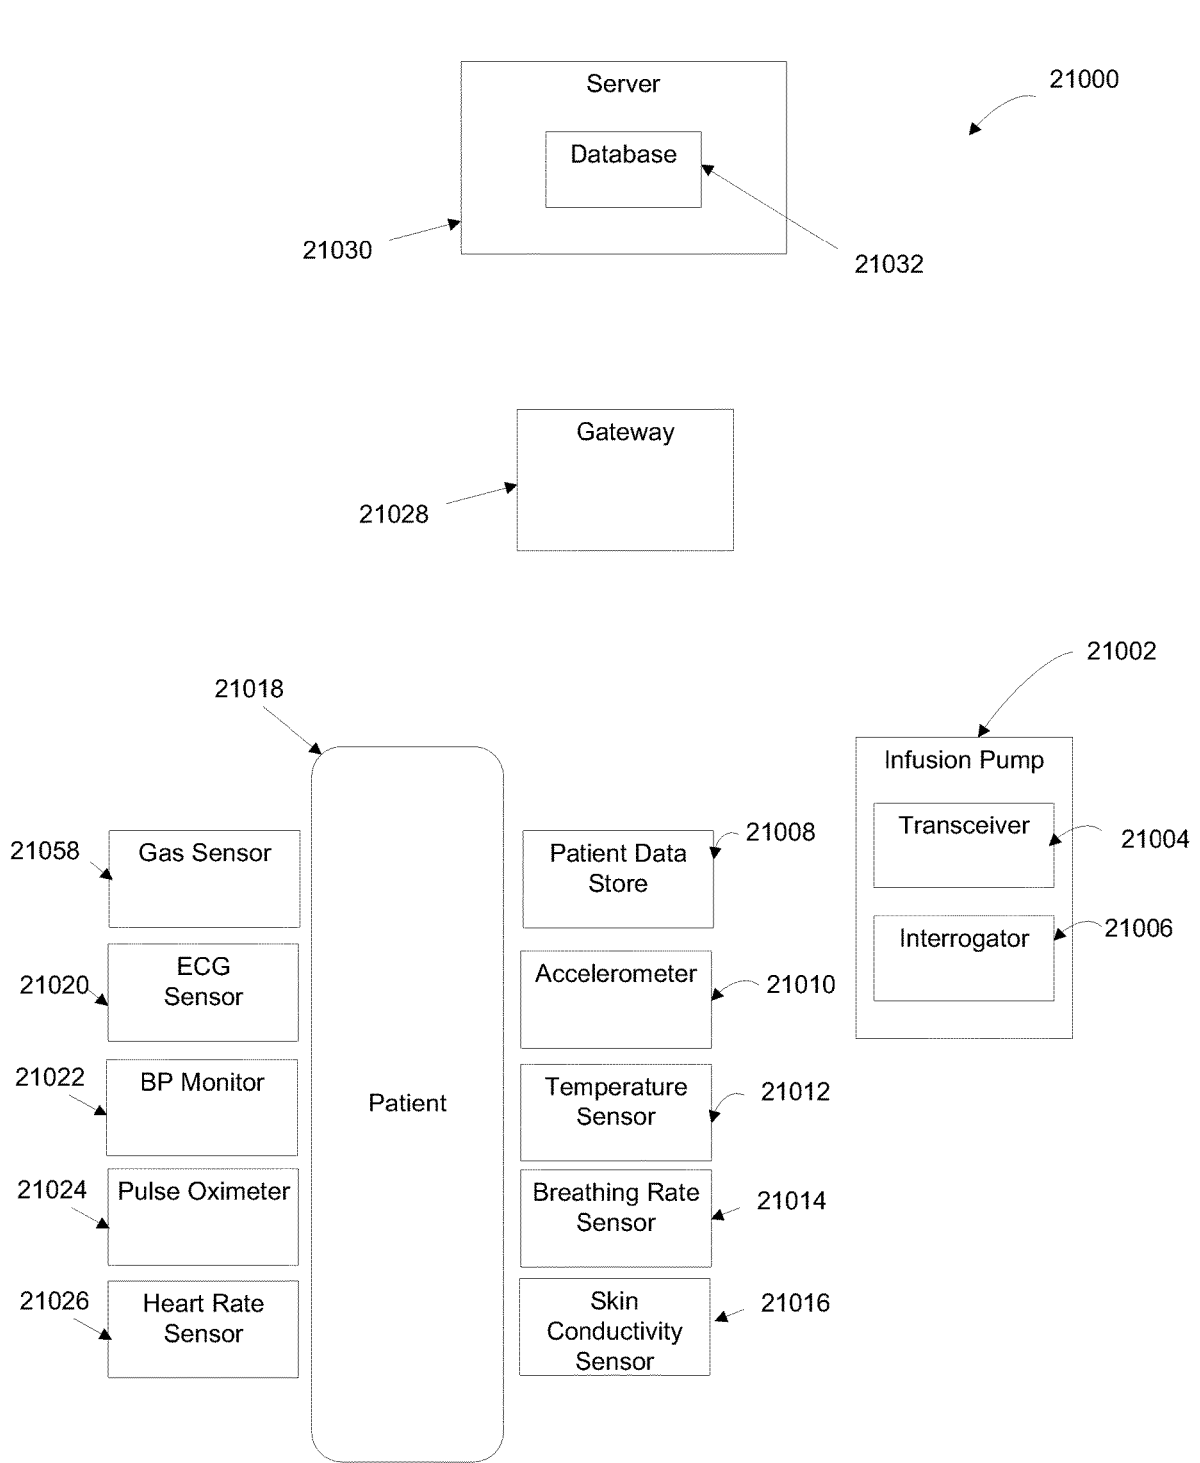 Server
21000
Database
21030
21032
Gateway
21028
21002
21018
Infusion Pump
Transceiver
21004
Interrogator
21006
21058
Gas Sensor
Patient Data
Store
21008
21020
ECG
Sensor
Accelerometer
21010
21022
BP Monitor
Patient
Temperature
Sensor
21012
21024
Pulse Oximeter
Breathing Rate
Sensor
21014
21026
Heart Rate
Sensor
Skin
Conductivity
Sensor
21016